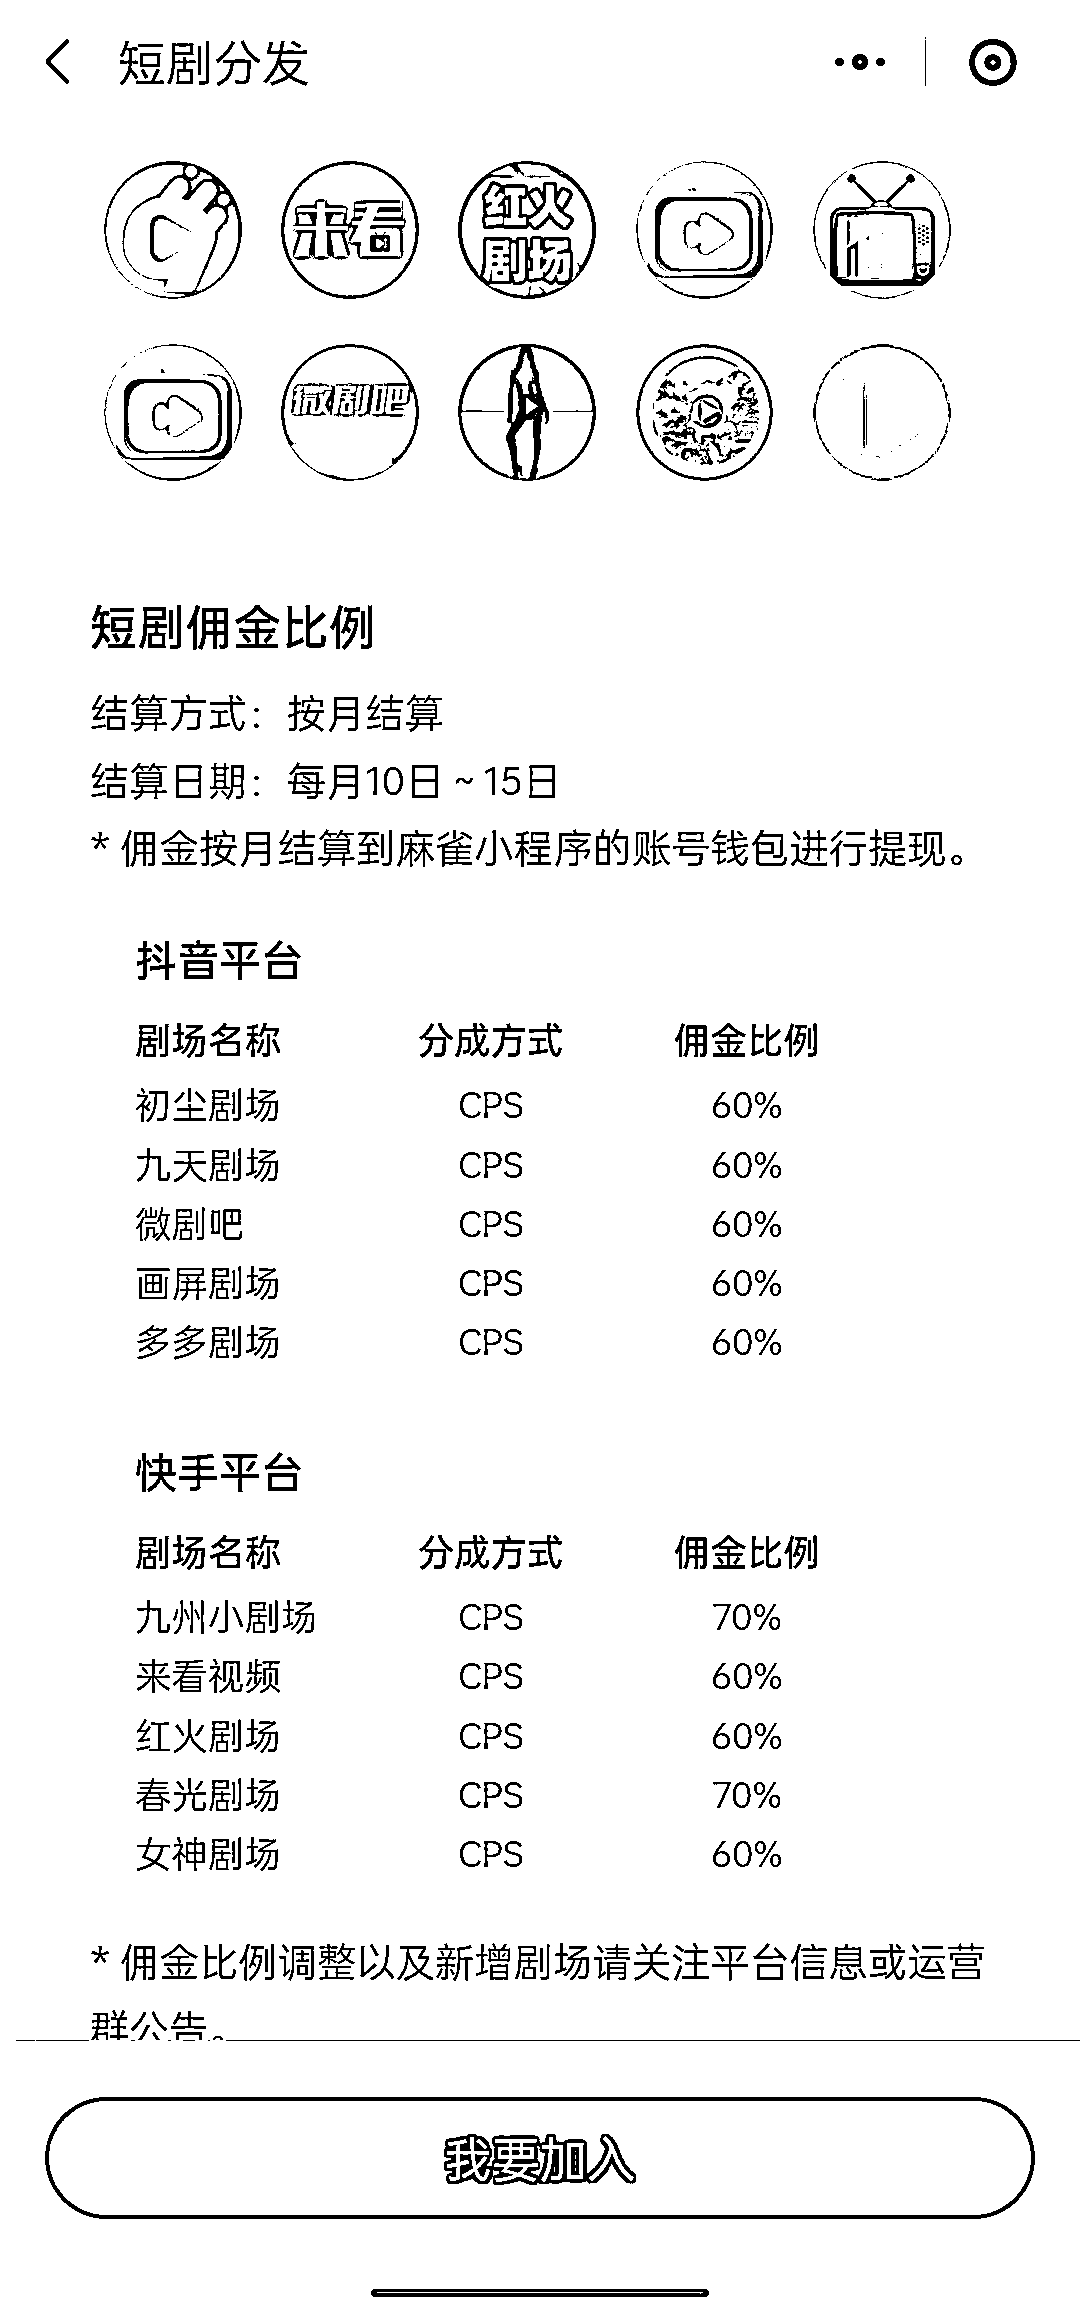 短剧分发
来看
红火
剧场
微剧吧
短剧佣金比例
结算方式：按月结算
结算日期：每月10日 ~ 15日
* 佣金按月结算到麻雀小程序的账号钱包进行提现。
抖音平台
剧场名称 分成方式 佣金比例
初尘剧场 CPS 60%
九天剧场 CPS 60%
微剧吧 CPS 60%
画屏剧场 CPS 60%
多多剧场 CPS 60%
快手平台
剧场名称 分成方式 佣金比例
九州小剧场 CPS 70%
来看视频 CPS 60%
红火剧场 CPS 60%
春光剧场 CPS 70%
女神剧场 CPS 60%
* 佣金比例调整以及新增剧场请关注平台信息或运营
群公告。
我要加入